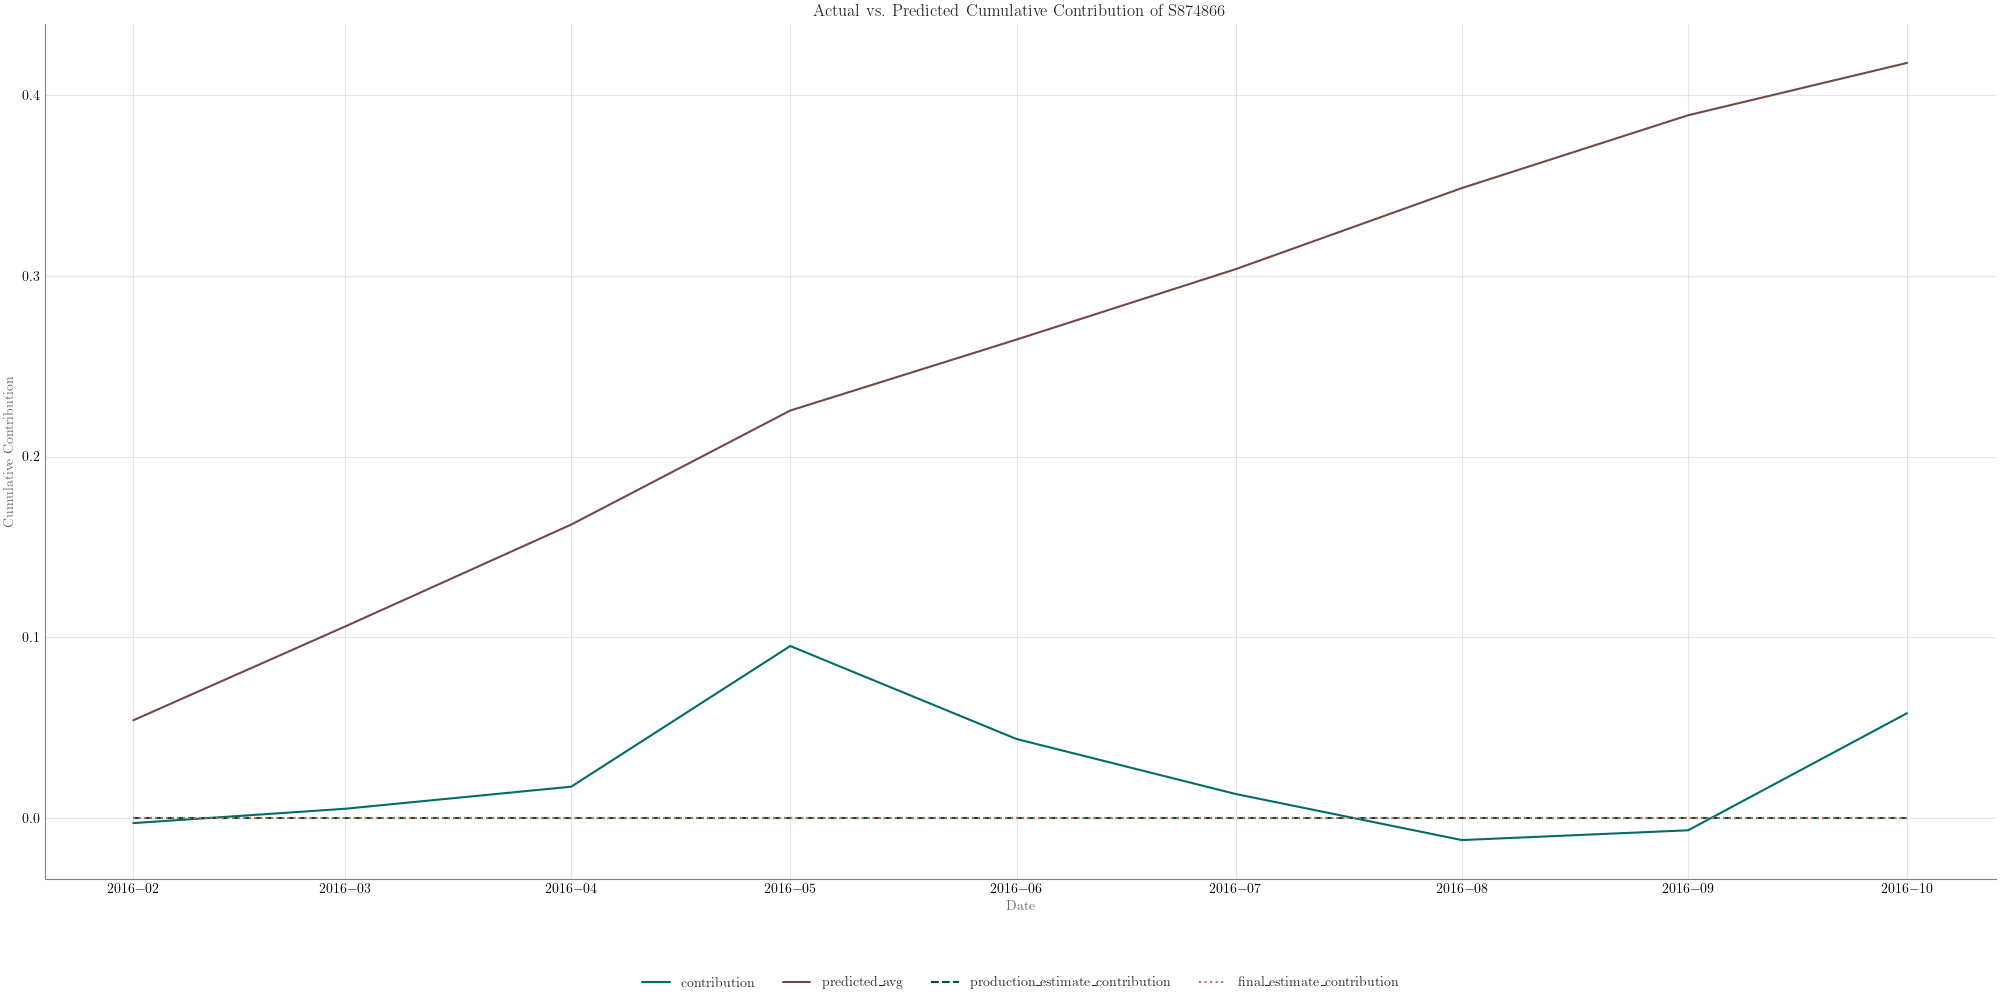 Actual vs. Predicted Cumulative Contribution of S874866
Cumulative Contribution
0.4
0.3
0.2
0.1
0.0
2016−02 2016−03 2016−04 2016−05 2016−06 2016−07 2016−08 2016−09 2016−10
Date
contribution predicted_avg production_estimate_contribution final_estimate_contribution